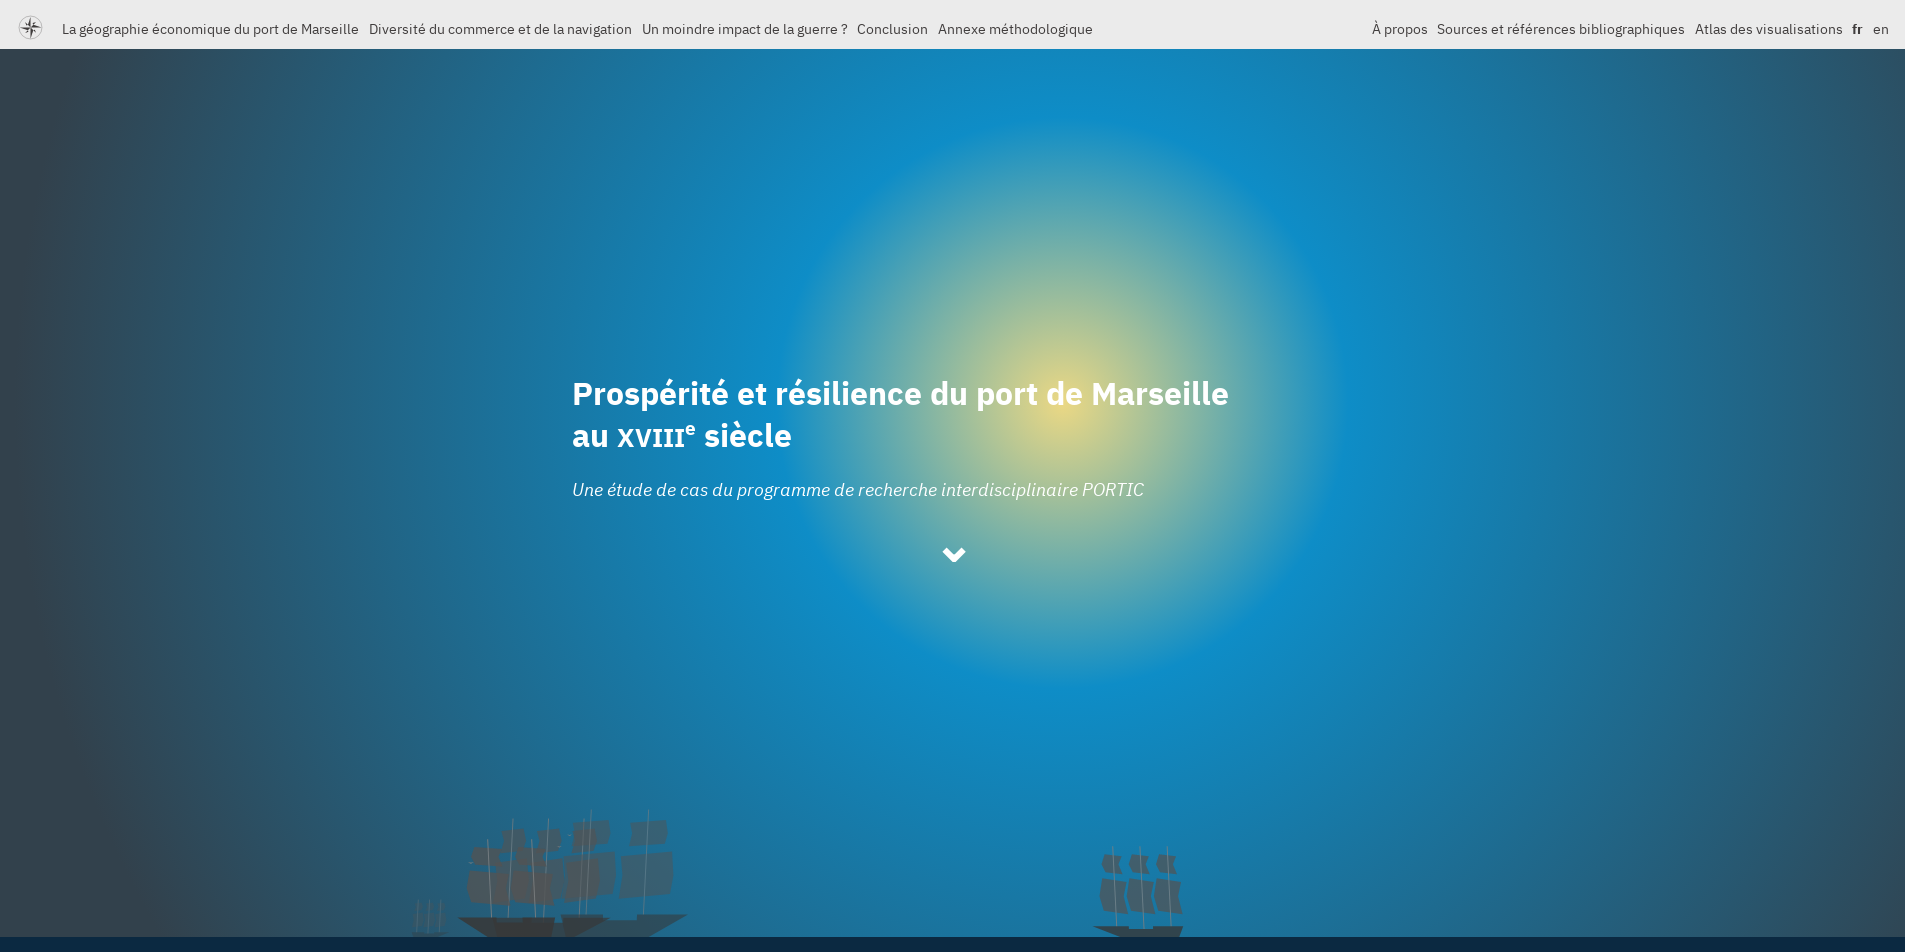 La géographie économique du port de Marseille Diversité du commerce et de la navigation Un moindre impact de la guerre ? Conclusion Annexe méthodologique À propos Sources et références bibliographiques Atlas des visualisations fr en
Prospérité et résilience du port de Marseille
au XVIIIe siècle
Une étude de cas du programme de recherche interdisciplinaire PORTIC